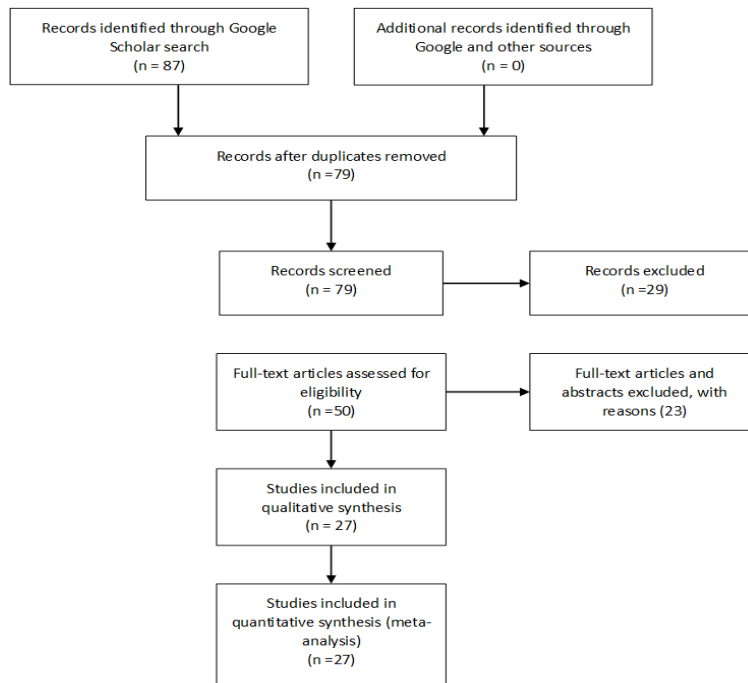 Records identified through Google
Scholar search
(n = 87)
Additional records identified through
Google and other sources
(n = 0)
Records after duplicates removed
(n =79)
Records screened
(n = 79)
Records excluded
(n =29)
Full-text articles assessed for
eligibility
(n =50)
Full-text articles and
abstracts excluded, with
reasons (23)
Studies included in
qualitative synthesis
(n = 27)
Studies included in
quantitative synthesis (meta-
analysis)
(n =27)